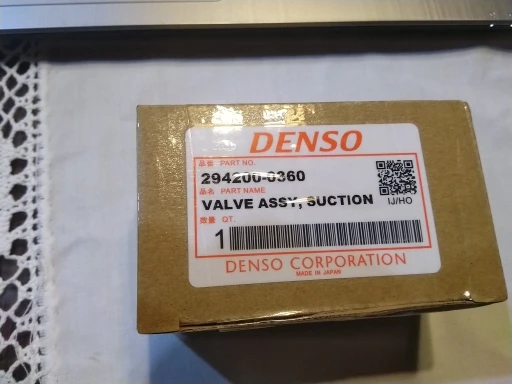 DENSO
品番 PART NO.
294200-0360
品名 PART NAME
VALVE ASSY, SUCTION
IJ/HO
数量 QT.
1
DENSO CORPORATION
MADE IN JAPAN